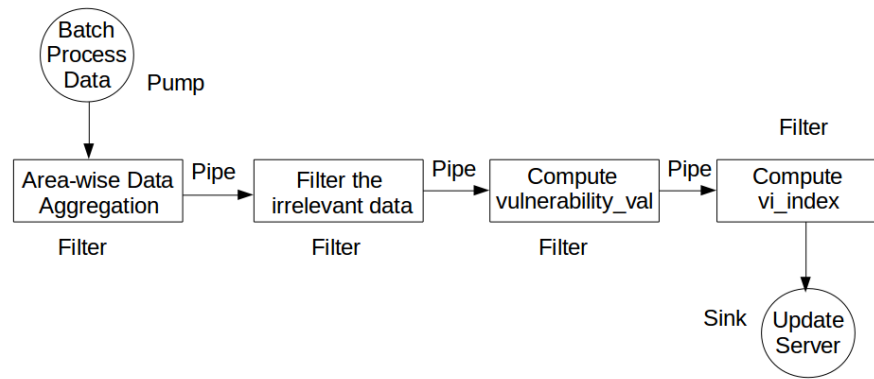 Batch
Process
Data
Pump
Filter
Area-wise Data
Aggregation
Pipe
Filter the
irrelevant data
Pipe
Compute
vulnerability_val
Pipe
Compute
vi_index
Filter
Filter
Filter
Sink
Update
Server